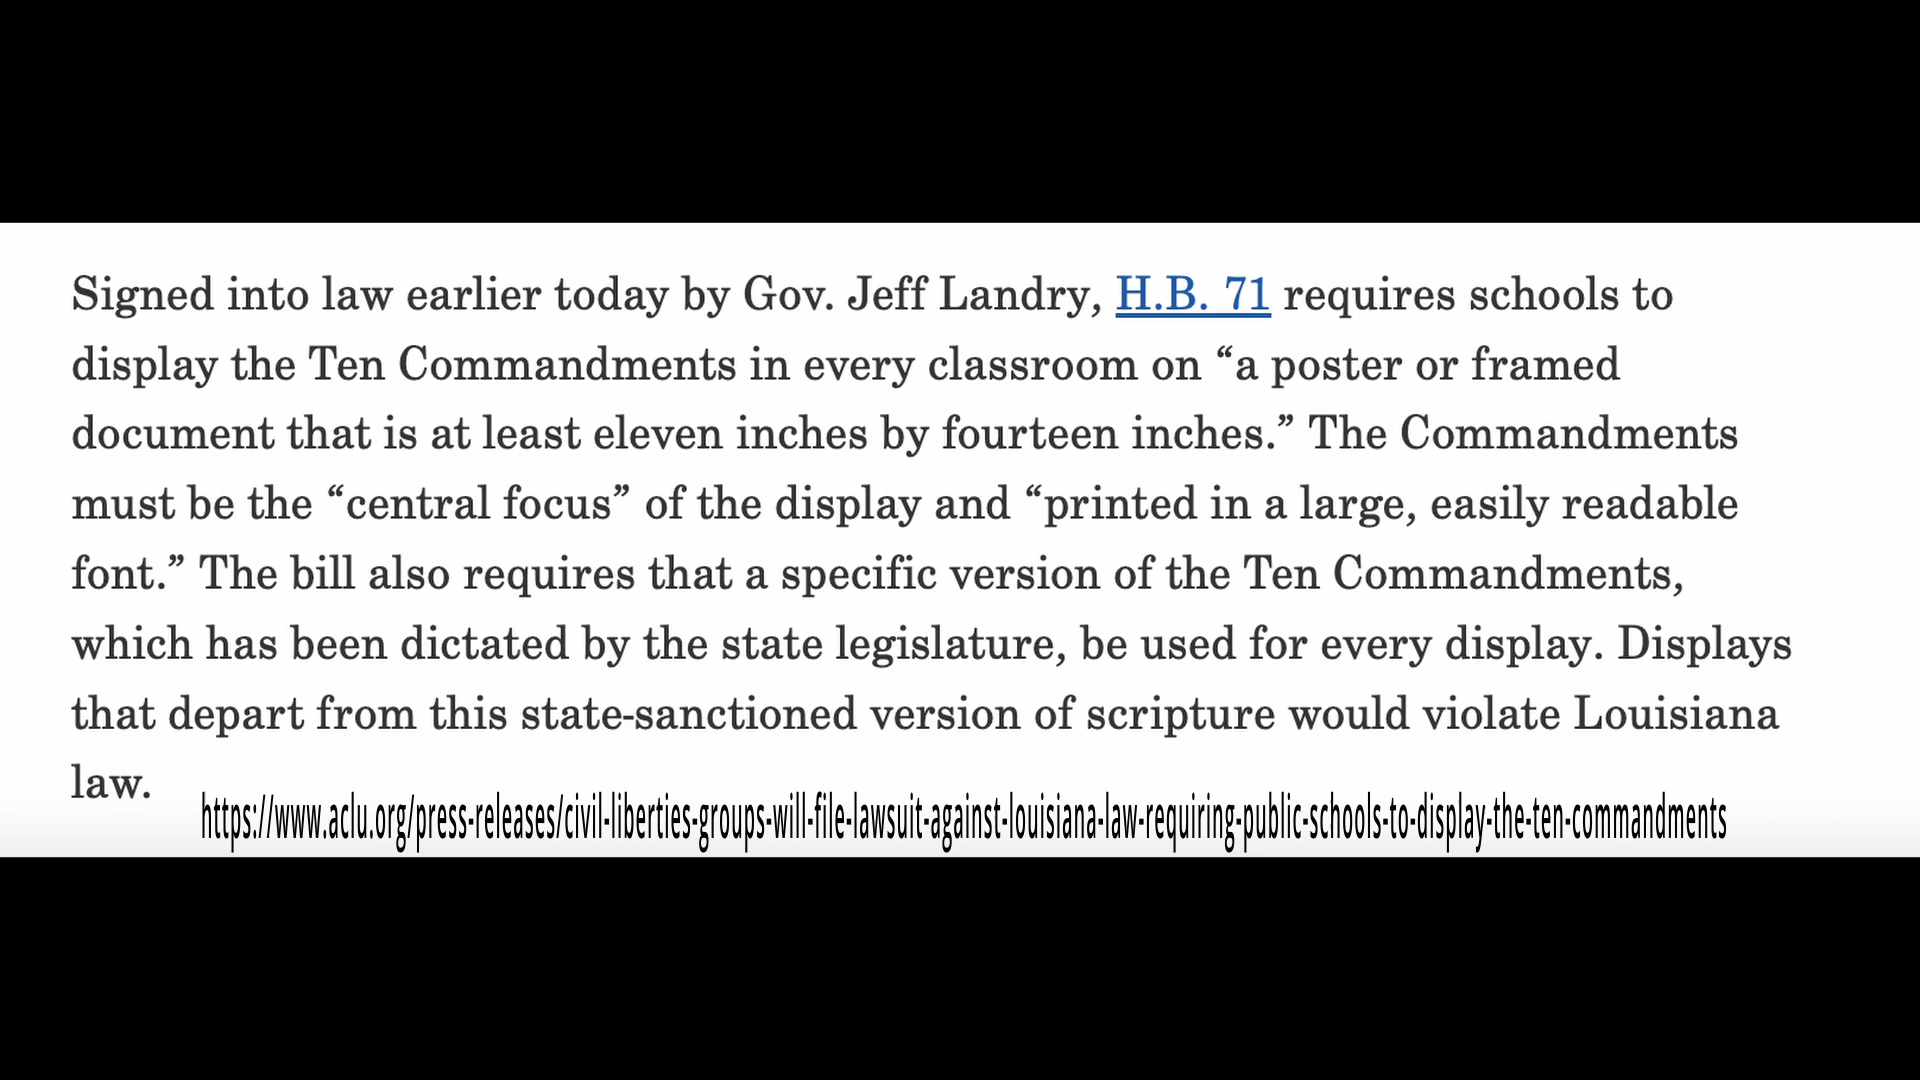 Signed into law earlier today by Gov. Jeff Landry, H.B. 71 requires schools to
display the Ten Commandments in every classroom on “a poster or framed
document that is at least eleven inches by fourteen inches.” The Commandments
must be the “central focus” of the display and “printed in a large, easily readable
font.” The bill also requires that a specific version of the Ten Commandments,
which has been dictated by the state legislature, be used for every display. Displays
that depart from this state-sanctioned version of scripture would violate Louisiana
law.
https://www.aclu.org/press-releases/civil-liberties-groups-will-file-lawsuit-against-louisiana-law-requiring-public-schools-to-display-the-ten-commandments